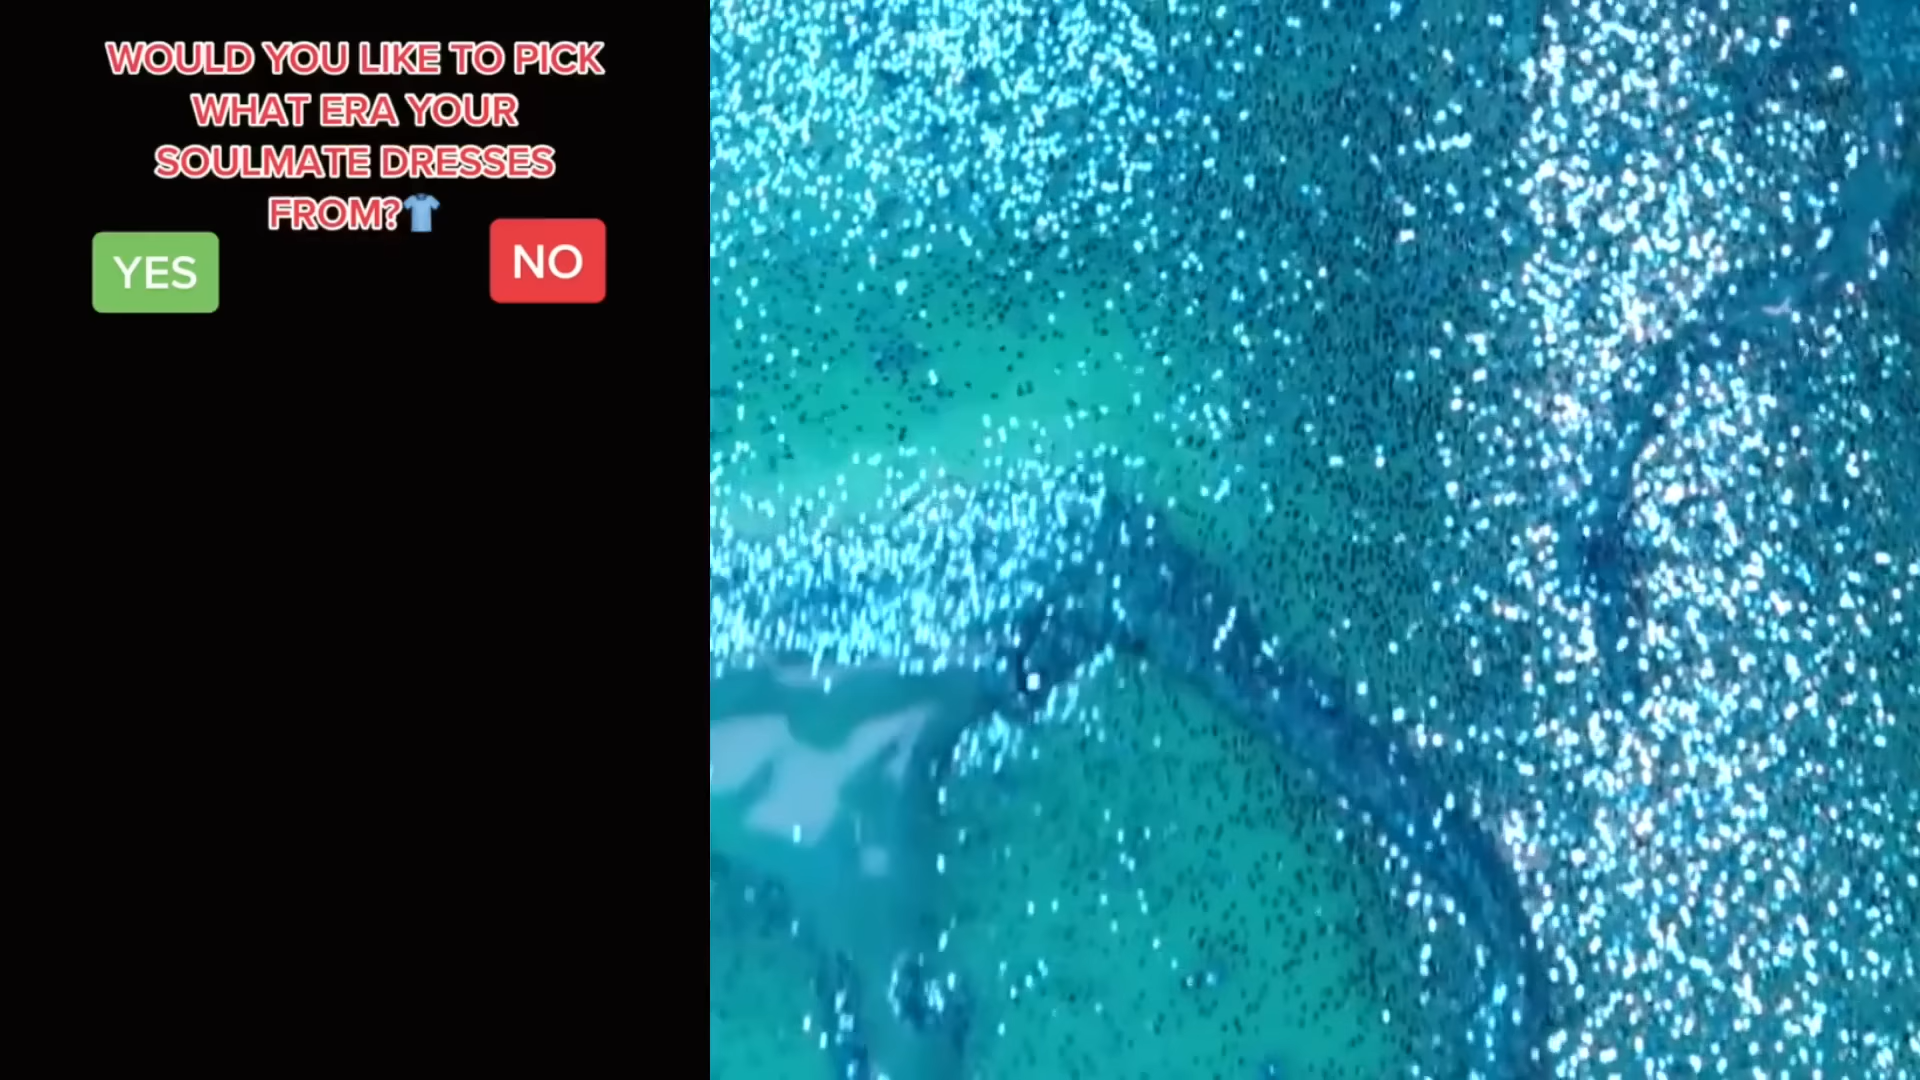 WOULD YOU LIKE TO PICK
WHAT ERA YOUR
SOULMATE DRESSES
FROM?👕
YES
NO